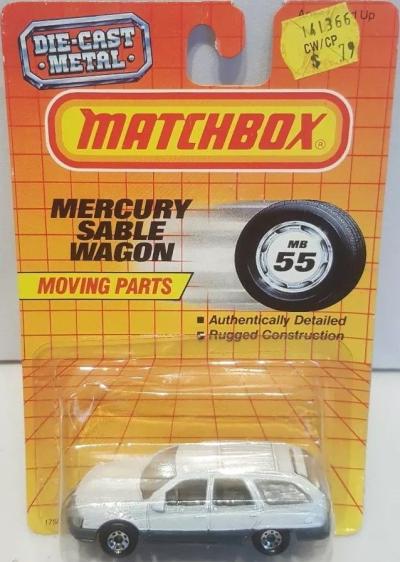 DIE-CAST
METAL
141366
CW/CP
$ .79
Up
MATCHBOX®
MERCURY
SABLE
WAGON
MOVING PARTS
MB
55
■ Authentically Detailed
■ Rugged Construction